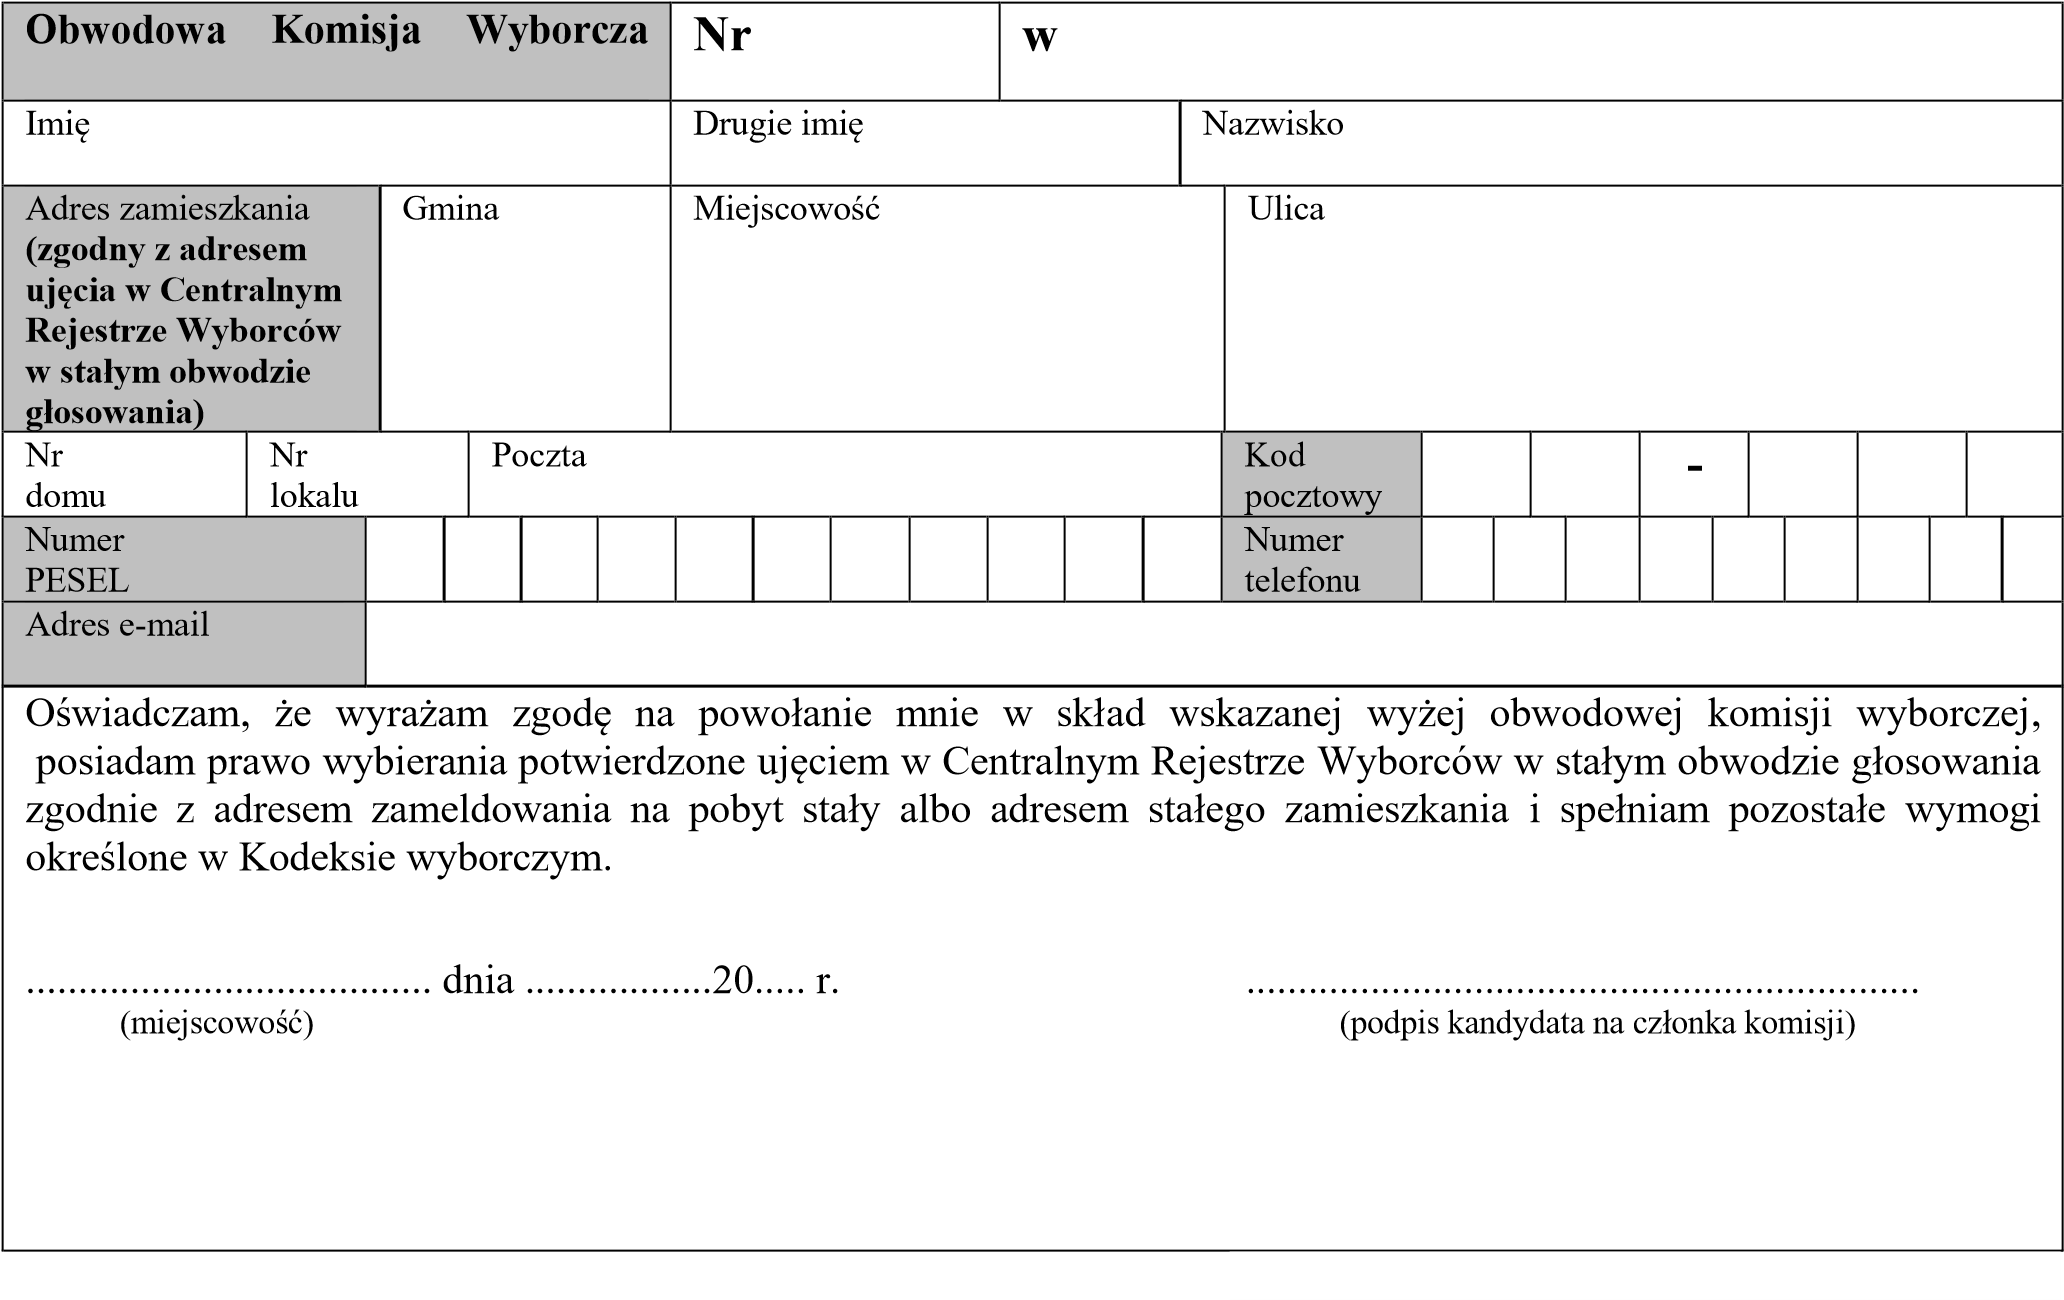 Obwodowa Komisja Wyborcza Nr w
Imię Drugie imię Nazwisko
Adres zamieszkania
(zgodny z adresem
ujęcia w Centralnym
Rejestrze Wyborców
w stałym obwodzie
głosowania)
Gmina
Miejscowość
Ulica
Nr
domu
Nr
lokalu
Poczta
Kod
pocztowy
-
Numer
PESEL
Numer
telefonu
Adres e-mail
Oświadczam, że wyrażam zgodę na powołanie mnie w skład wskazanej wyżej obwodowej komisji wyborczej,
posiadam prawo wybierania potwierdzone ujęciem w Centralnym Rejestrze Wyborców w stałym obwodzie głosowania
zgodnie z adresem zameldowania na pobyt stały albo adresem stałego zamieszkania i spełniam pozostałe wymogi
określone w Kodeksie wyborczym.
....................................... dnia ..................20..... r. .................................................................
(miejscowość) (podpis kandydata na członka komisji)